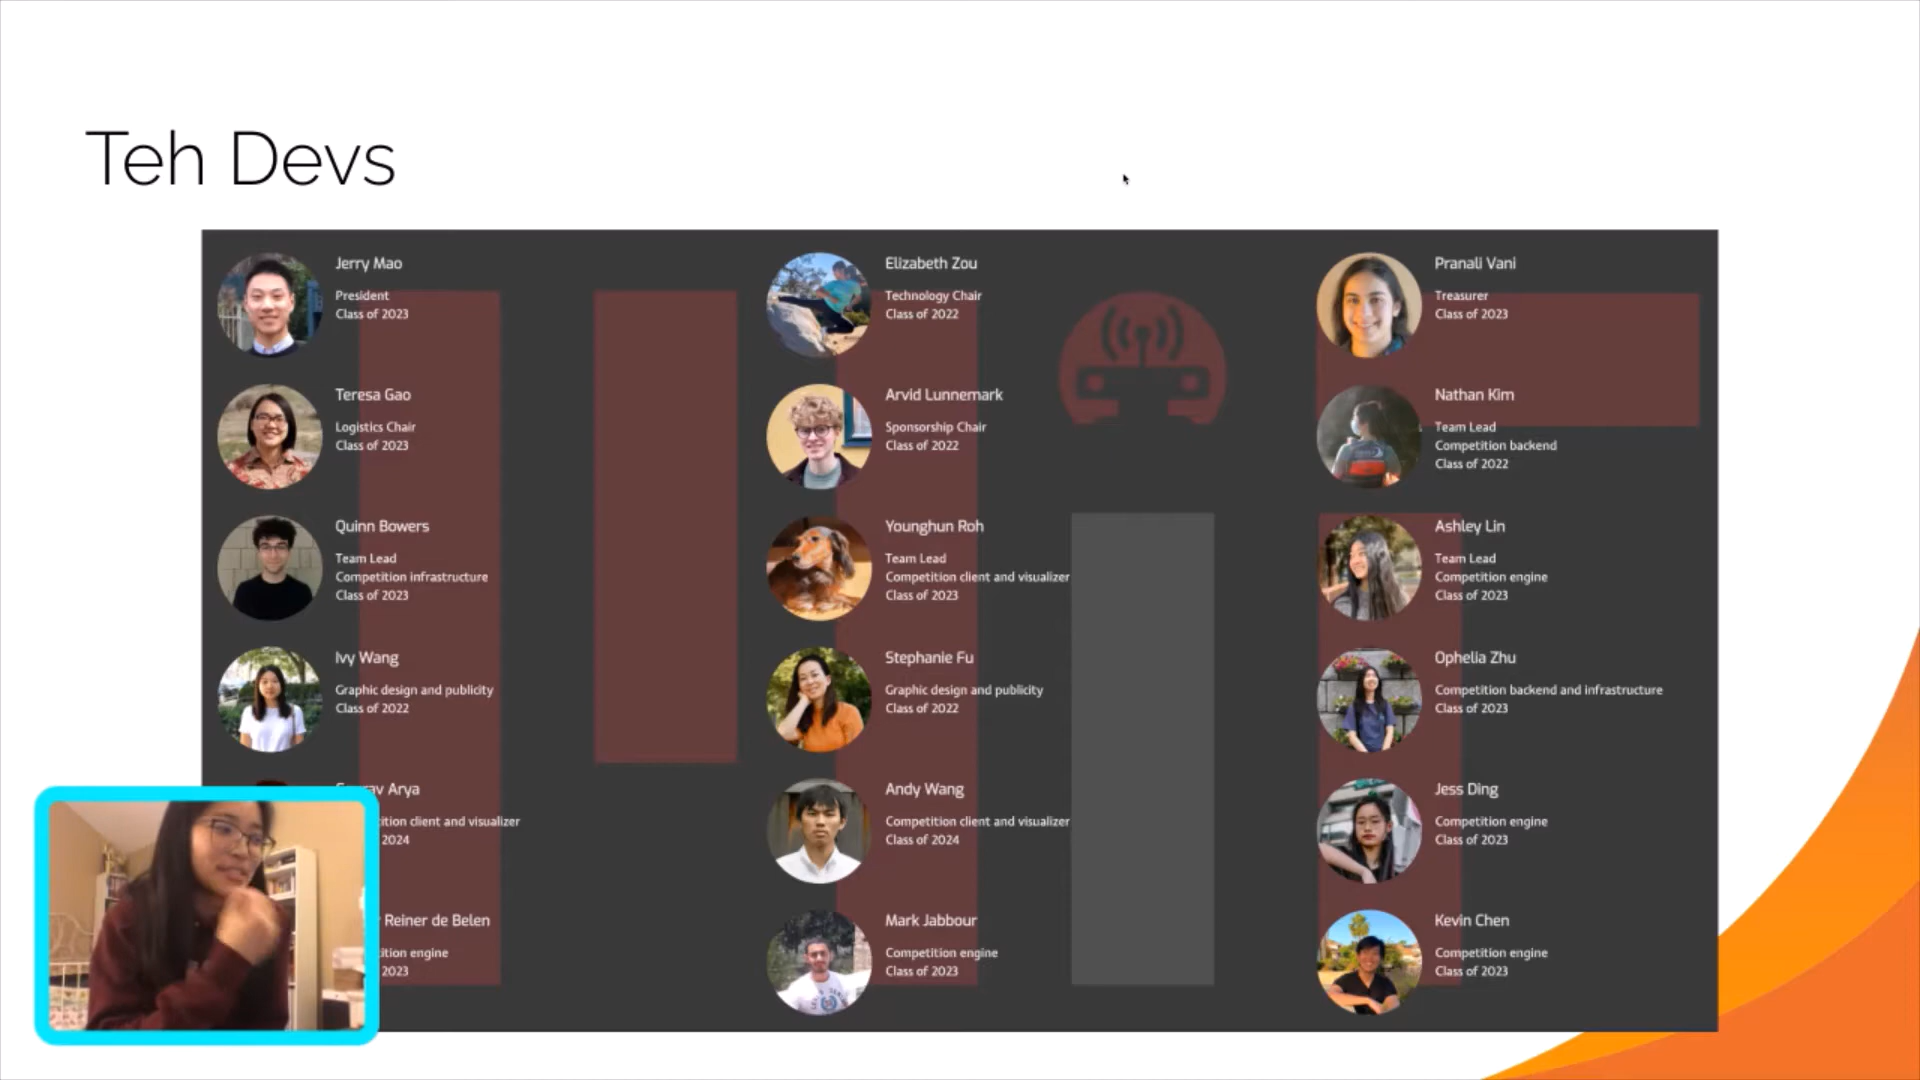 Teh Devs
Jerry Mao
President
Class of 2023
Elizabeth Zou
Technology Chair
Class of 2022
Pranali Vani
Treasurer
Class of 2023
Teresa Gao
Logistics Chair
Class of 2023
Arvid Lunnemark
Sponsorship Chair
Class of 2022
Nathan Kim
Team Lead
Competition backend
Class of 2022
Quinn Bowers
Team Lead
Competition infrastructure
Class of 2023
Younghun Roh
Team Lead
Competition client and visualizer
Class of 2023
Ashley Lin
Team Lead
Competition engine
Class of 2023
Ivy Wang
Graphic design and publicity
Class of 2022
Stephanie Fu
Graphic design and publicity
Class of 2022
Ophelia Zhu
Competition backend and infrastructure
Class of 2023
Arya
client and visualizer
2024
Andy Wang
Competition client and visualizer
Class of 2024
Jess Ding
Competition engine
Class of 2023
Reiner de Belen
engine
2023
Mark Jabbour
Competition engine
Class of 2023
Kevin Chen
Competition engine
Class of 2023